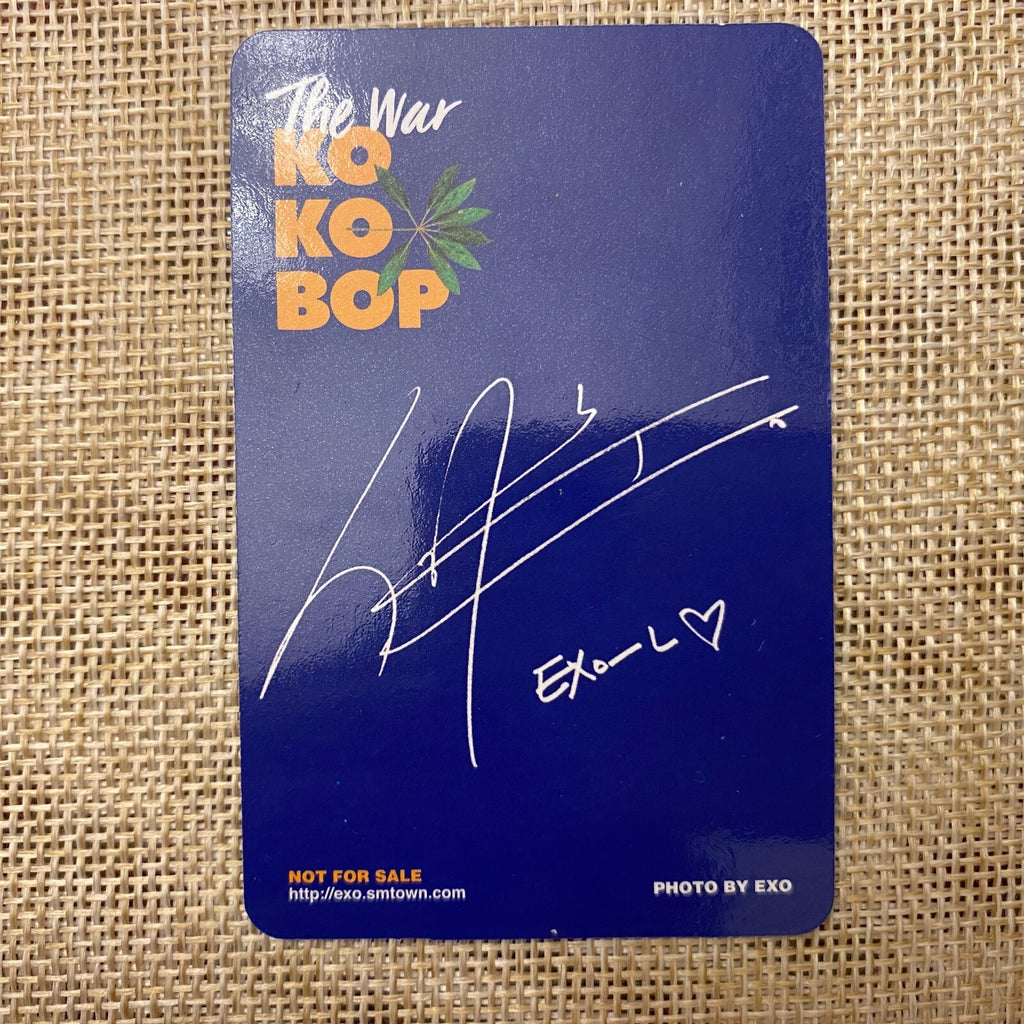 The War
KO
KO
BOP
EXO-L♡
NOT FOR SALE
http://exo.smtown.com
PHOTO BY EXO